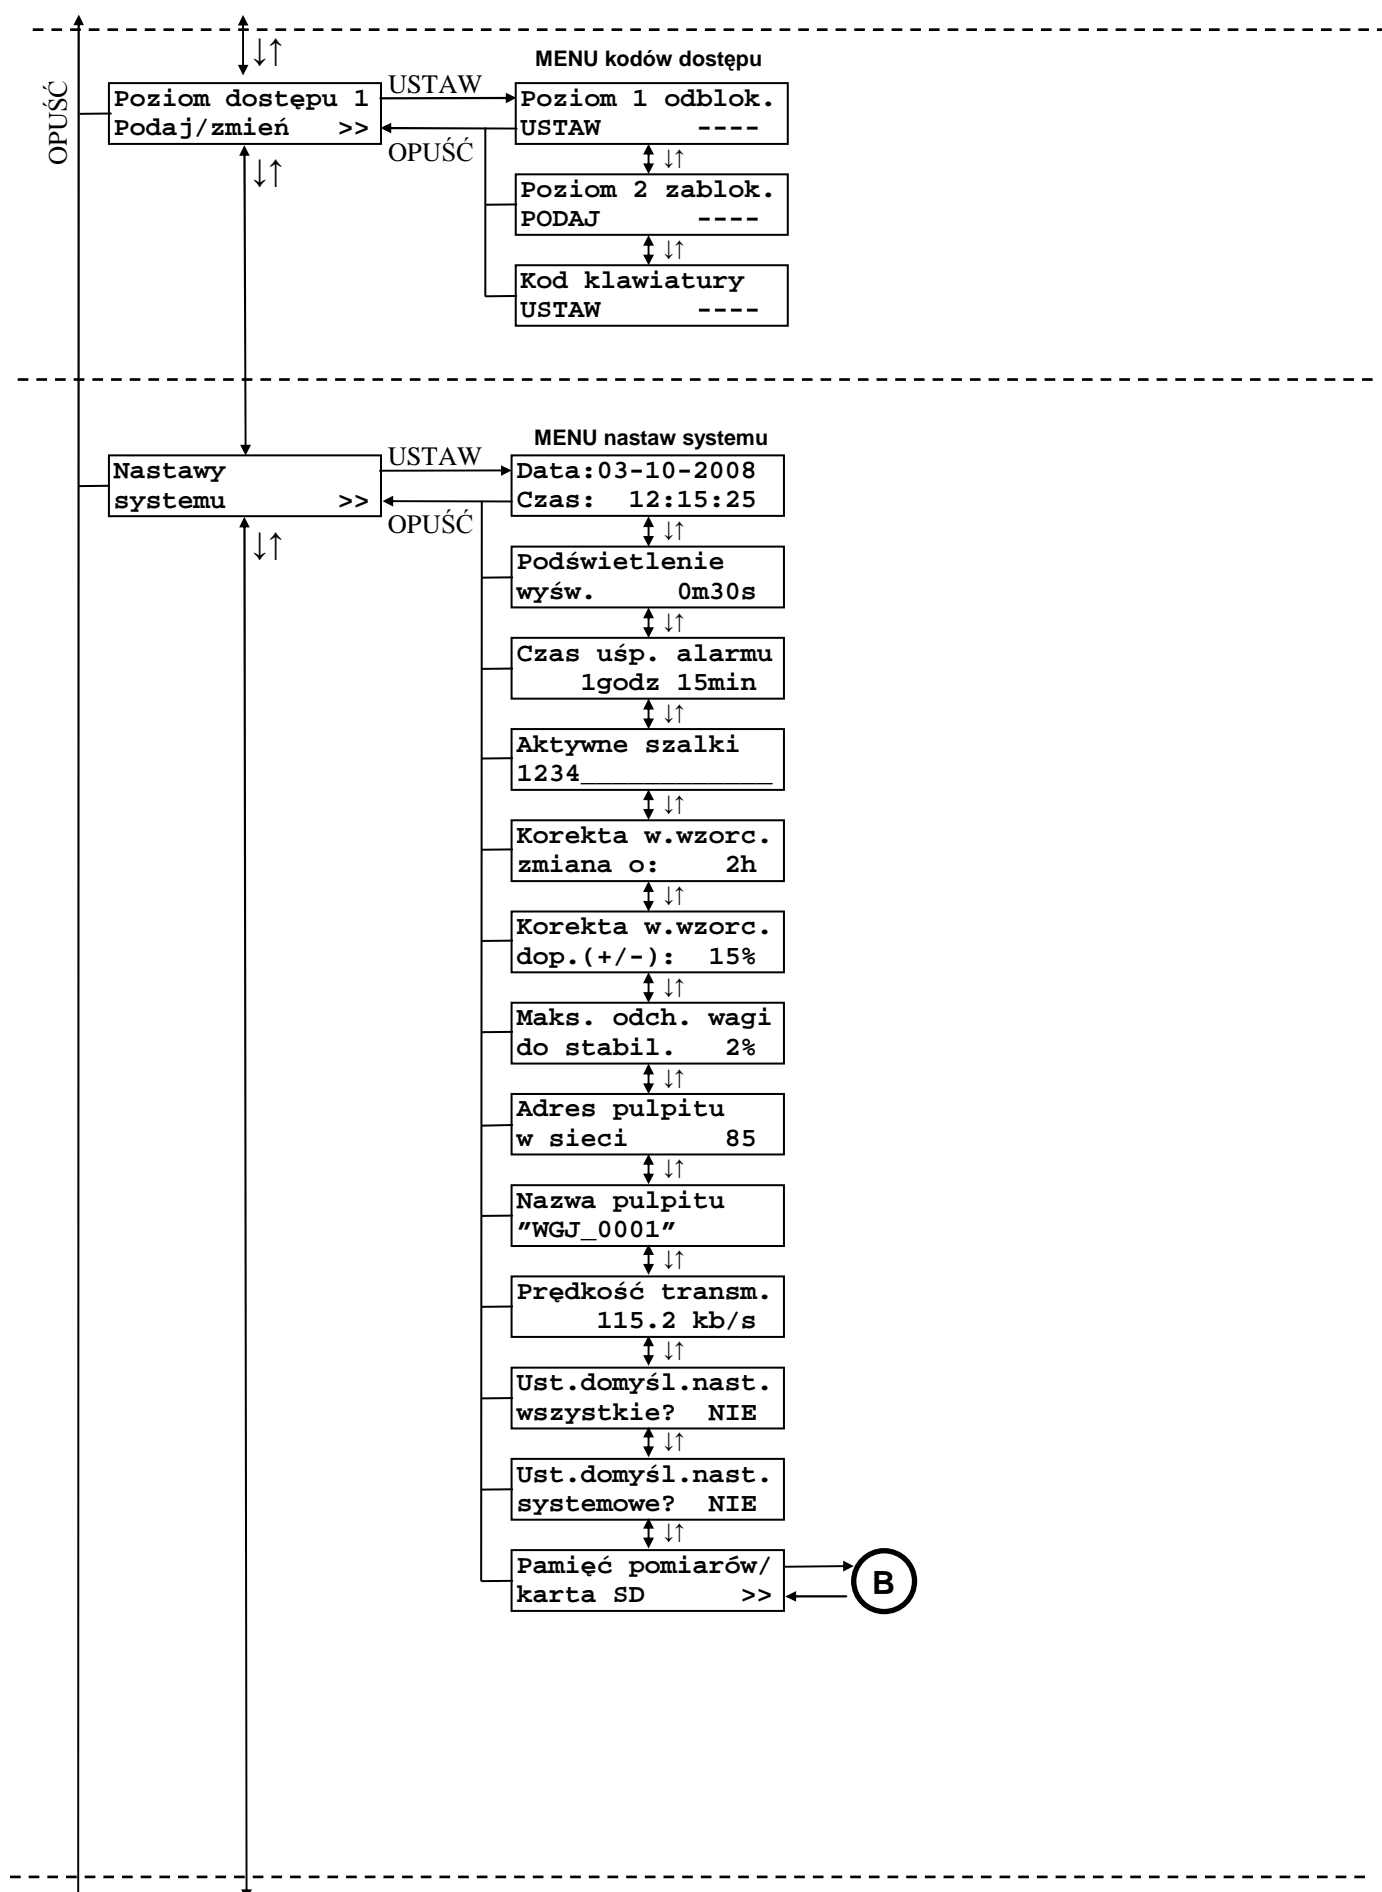 ↓↑
MENU kodów dostępu
OPUŚĆ
Poziom dostępu 1
Podaj/zmień >>
USTAW
OPUŚĆ
Poziom 1 odblok.
USTAW ----
↓↑
↓↑
Poziom 2 zablok.
PODAJ ----
↓↑
Kod klawiatury
USTAW ----
MENU nastaw systemu
Nastawy
systemu >>
USTAW
OPUŚĆ
Data:03-10-2008
Czas: 12:15:25
↓↑
↓↑
Podświetlenie
wyśw. 0m30s
↓↑
Czas uśp. alarmu
1godz 15min
↓↑
Aktywne szalki
1234____________
↓↑
Korekta w.wzorc.
zmiana o: 2h
↓↑
Korekta w.wzorc.
dop.(+/-): 15%
↓↑
Maks. odch. wagi
do stabil. 2%
↓↑
Adres pulpitu
w sieci 85
↓↑
Nazwa pulpitu
"WGJ_0001"
↓↑
Prędkość transm.
115.2 kb/s
↓↑
Ust.domyśl.nast.
wszystkie? NIE
↓↑
Ust.domyśl.nast.
systemowe? NIE
↓↑
Pamięć pomiarów/
karta SD >>
B